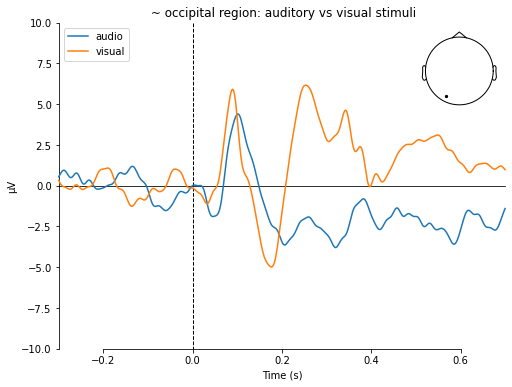 ~ occipital region: auditory vs visual stimuli
audio
visual
10.0
7.5
5.0
2.5
0.0
−2.5
−5.0
−7.5
−10.0
µV
−0.2 0.0 0.2 0.4 0.6
Time (s)